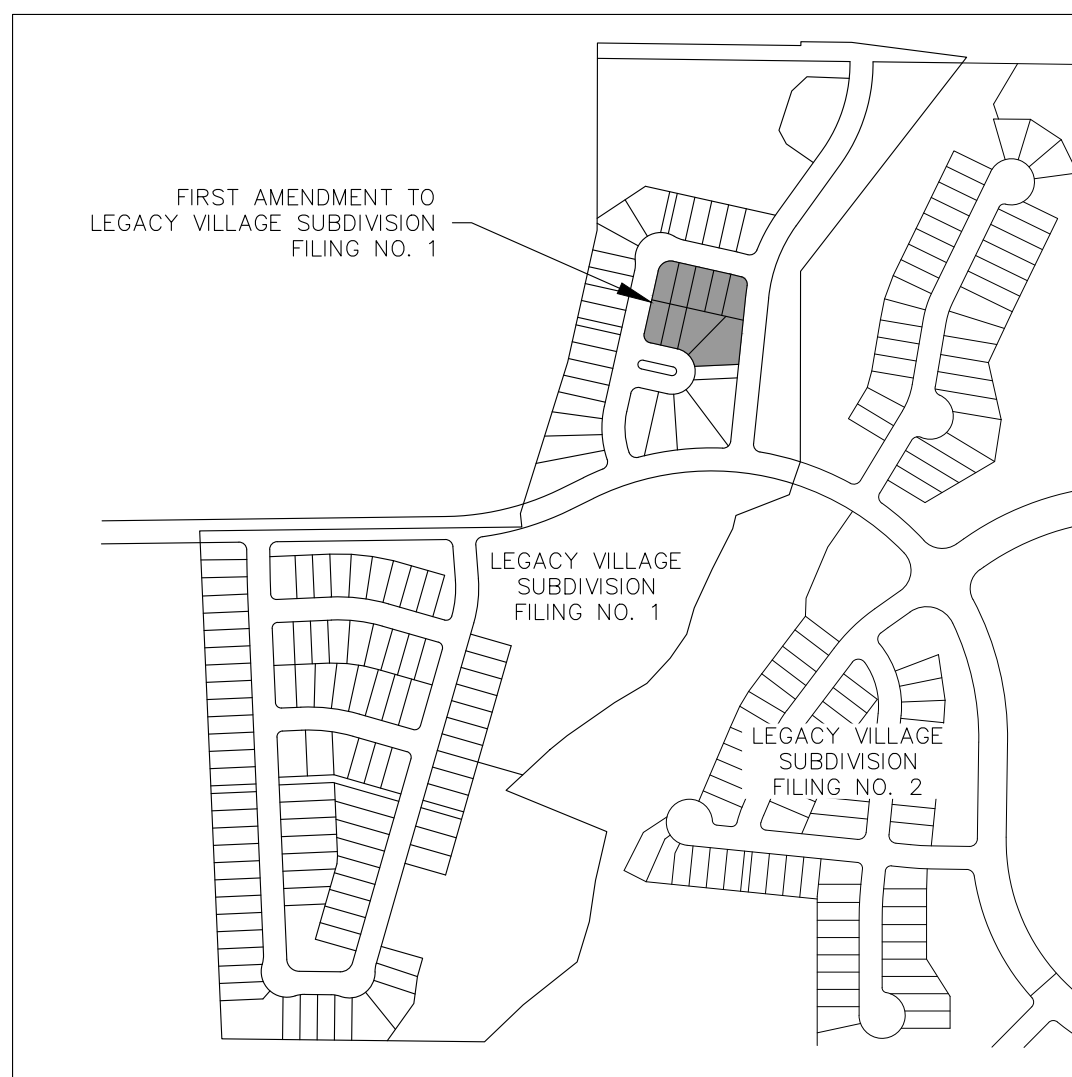 FIRST AMENDMENT TO
LEGACY VILLAGE SUBDIVISION
FILING NO. 1
LEGACY VILLAGE
SUBDIVISION
FILING NO. 1
LEGACY VILLAGE
SUBDIVISION
FILING NO. 2